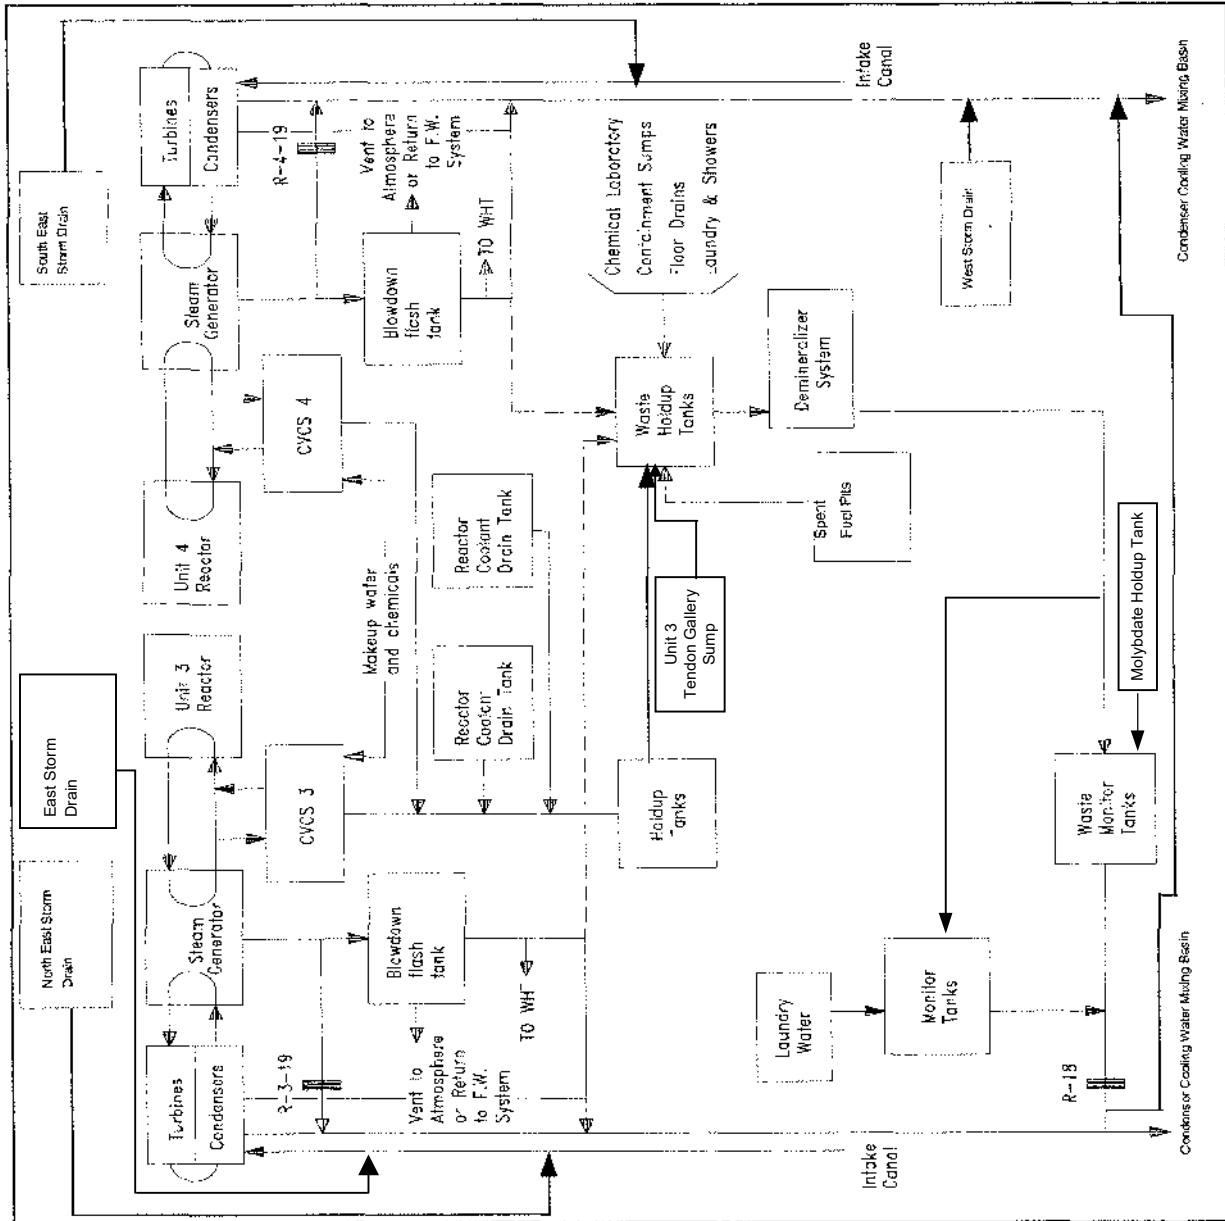 South East
Storm Drain
Turbines
Condensers
R-4-19
Vent to
Atmosphere
or Return
to F.W.
System
Intake
Canal
Condenser Cooling Water Mixing Basin
Steam
Generator
Blowdown
flash
tank
TO WHT
Chemical Laboratory
Containment Sumps
Floor Drains
Laundry & Showers
West Storm Drain
CVCS 4
Waste
Holdup
Tanks
Demineralizer
System
Unit 4
Reactor
Makeup water
and chemicals
Reactor
Coolant
Drain Tank
Spent
Fuel Pits
Unit 3
Tendon Gallery
Sump
Molybdate Holdup Tank
East Storm
Drain
Unit 3
Reactor
Reactor
Coolant
Drain Tank
CVCS 3
Holdup
Tanks
Waste
Monitor
Tanks
North East Storm
Drain
Steam
Generator
Blowdown
flash
tank
TO WHT
Laundry
Water
Monitor
Tanks
R-18
Turbines
Condensers
R-3-19
Vent to
Atmosphere
or Return
to F.W.
System
Intake
Canal
Condensor Cooling Water Mixing Basin